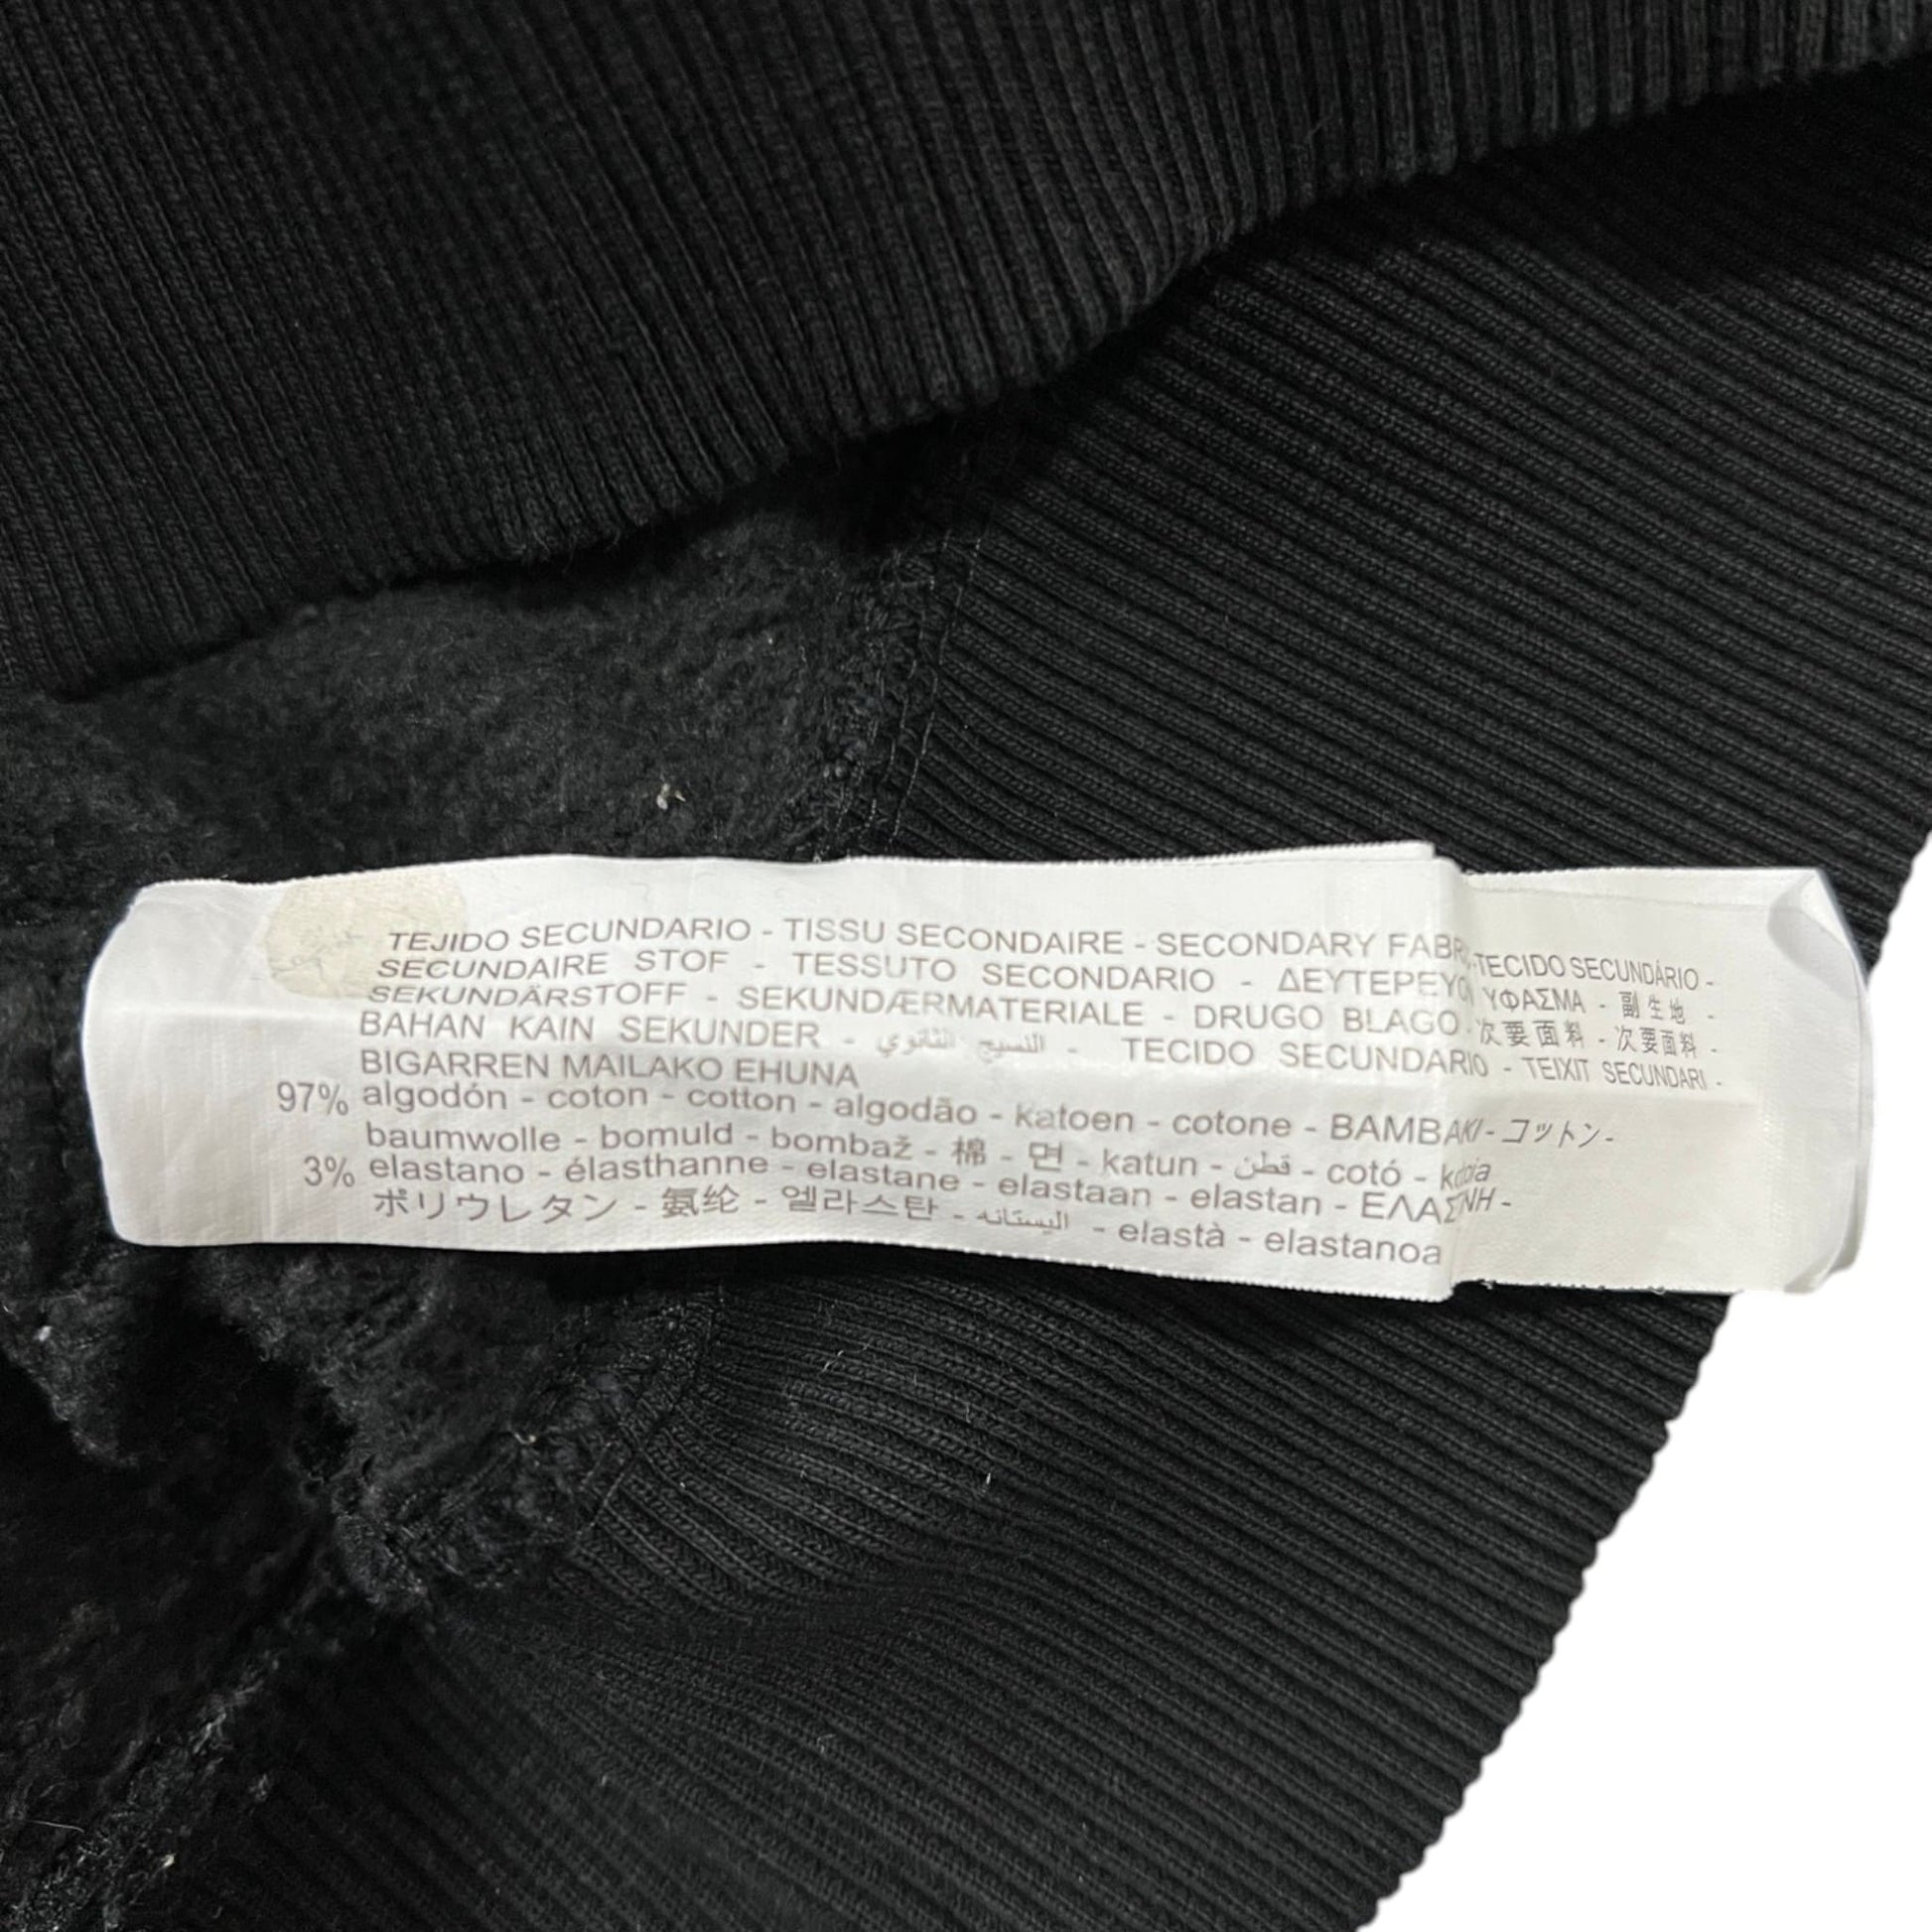 TEJIDO SECUNDARIO - TISSU SECONDAIRE - SECONDARY FABR -TECIDO SECUNDÁRIO -
SECUNDAIRE STOF - TESSUTO SECONDARIO - ΔΕΥΤΕΡΕΥΟ ΥΦΑΣΜΑ - 副生地 -
SEKUNDÄRSTOFF - SEKUNDÆRMATERIALE - DRUGO BLAGO - 次要面料 - 次要面料 -
BAHAN KAIN SEKUNDER - النسيج الثانوي - TECIDO SECUNDARIO - TEIXIT SECUNDARI -
BIGARREN MAILAKO EHUNA
97% algodón - coton - cotton - algodão - katoen - cotone - BAMBAKI - コットン -
baumwolle - bomuld - bombaž - 棉 - 면 - katun - قطن - cotó -
3% elastano - élasthanne - elastane - elastaan - elastan -
ポリウレタン - 氨纶 - 엘라스탄 - اليستانه - elastà - elastanoa